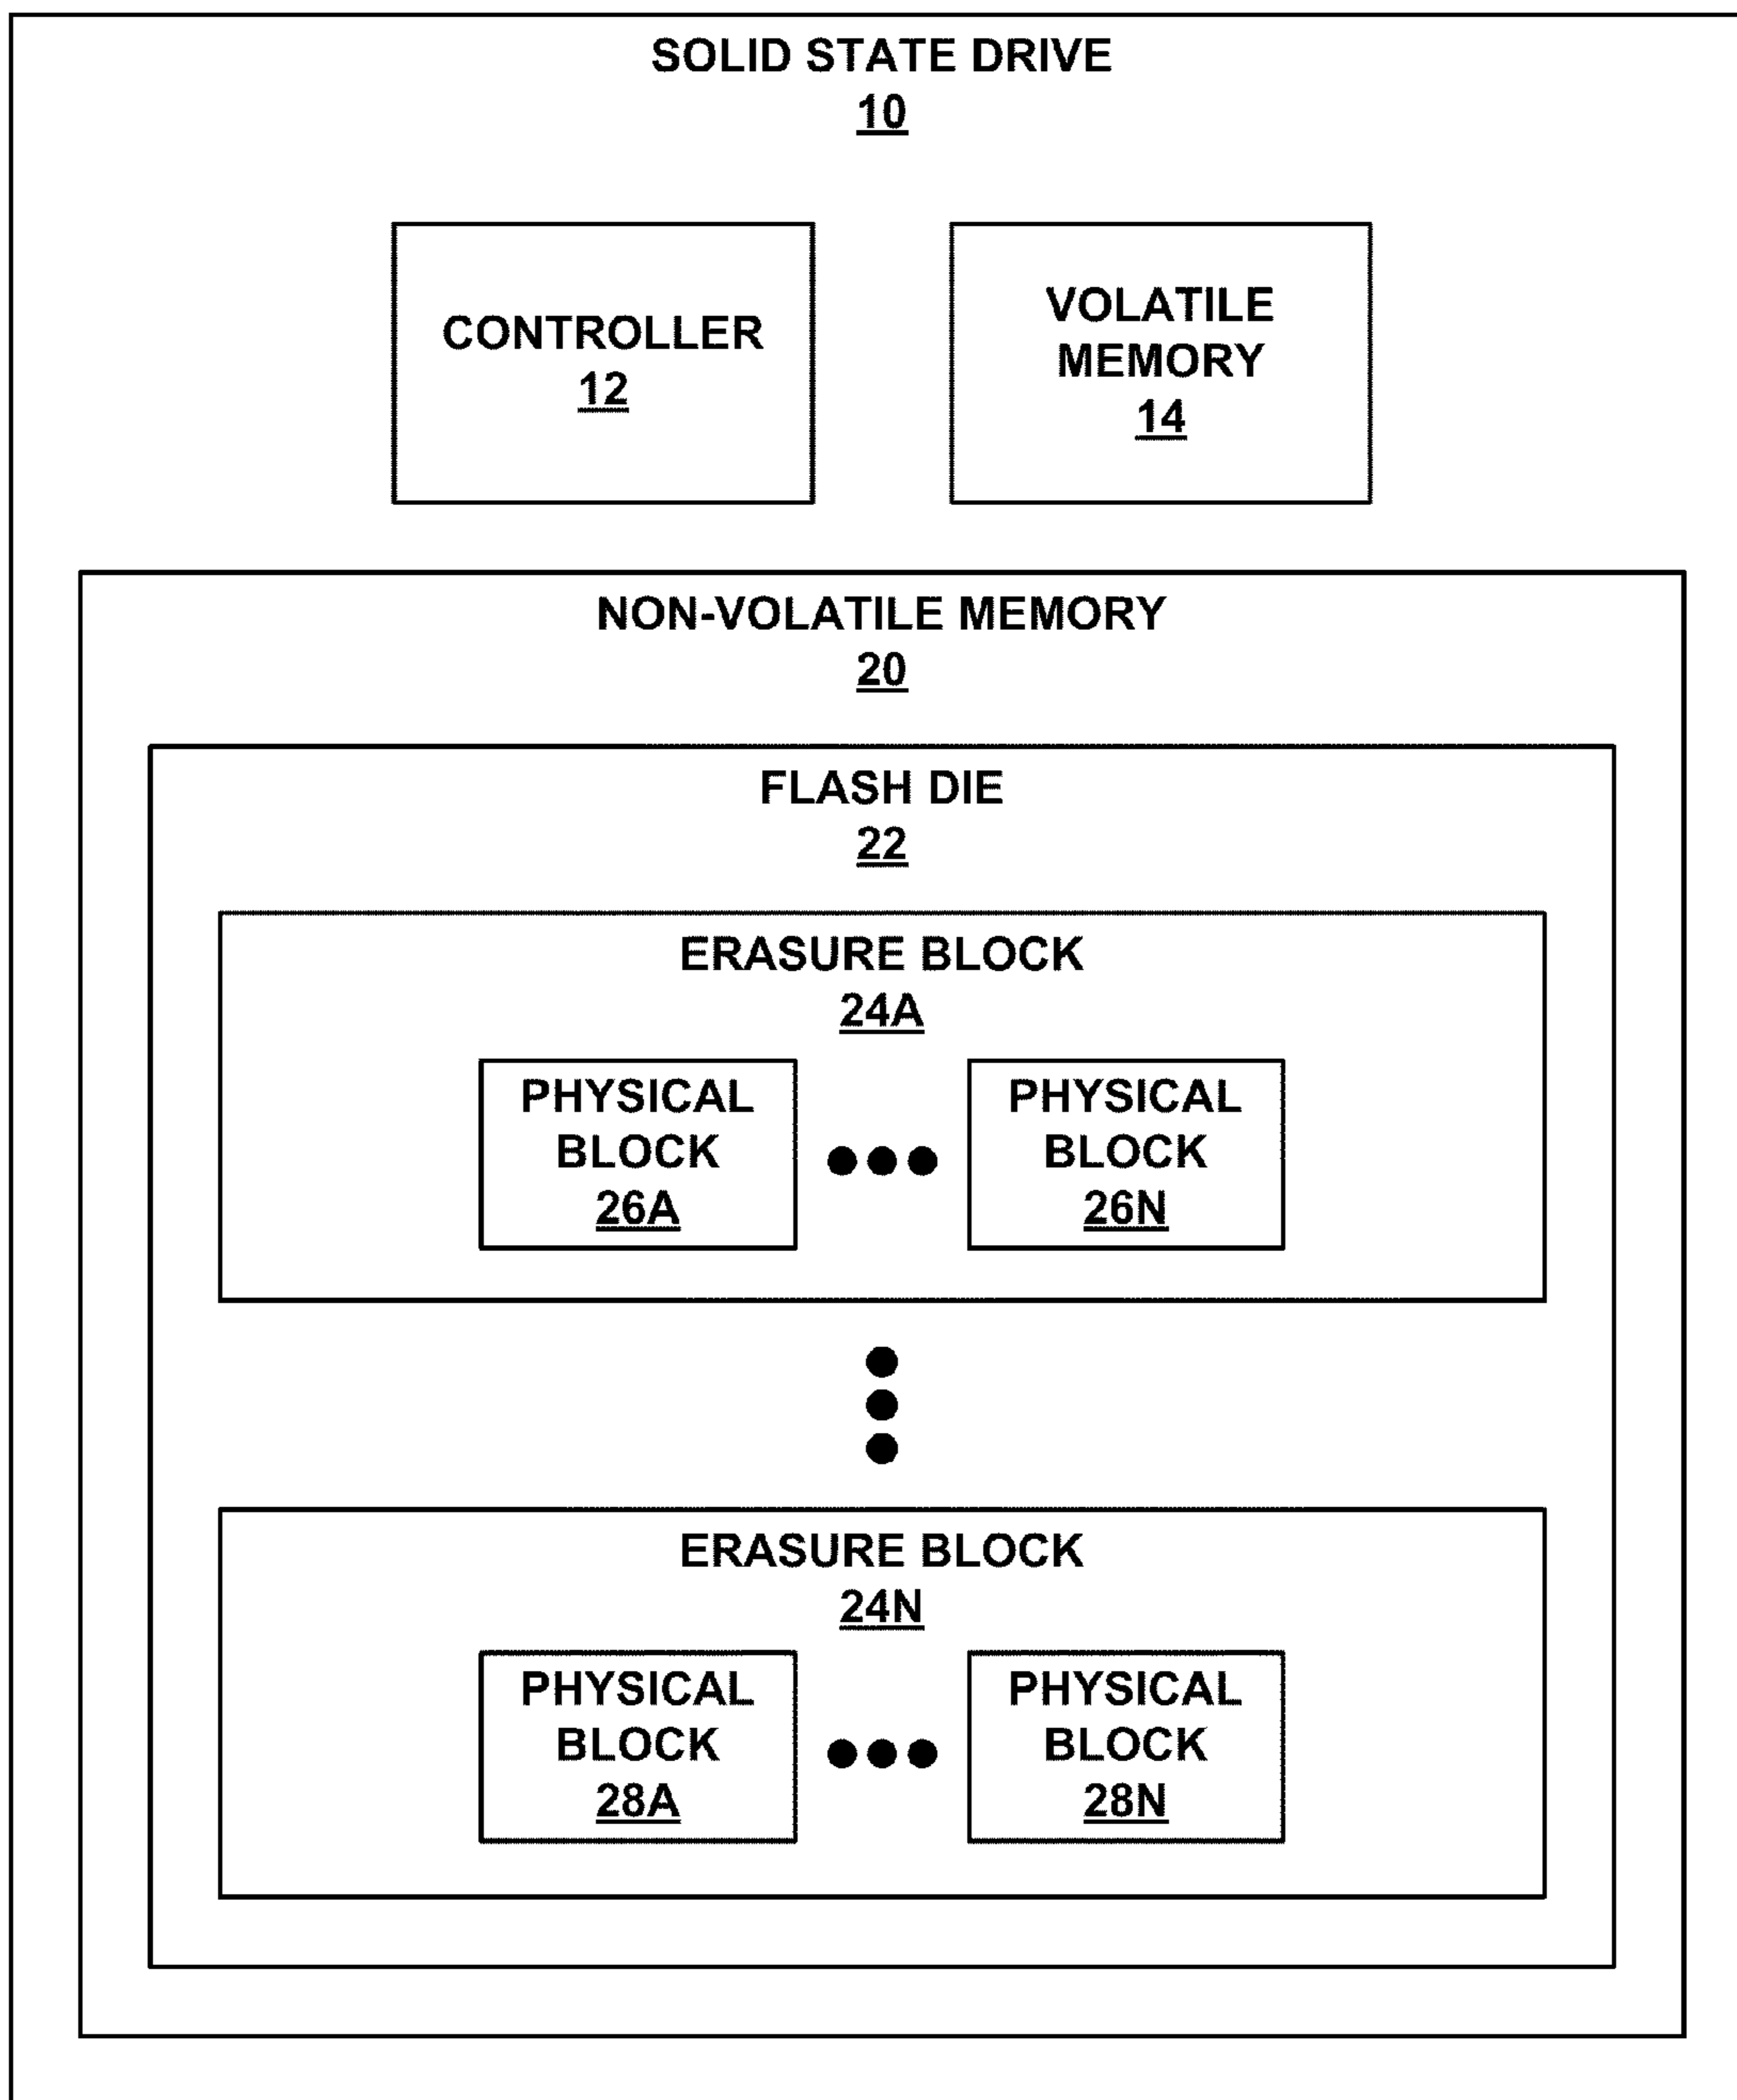 SOLID STATE DRIVE
10
CONTROLLER
12
VOLATILE
MEMORY
14
NON-VOLATILE MEMORY
20
FLASH DIE
22
ERASURE BLOCK
24A
PHYSICAL
BLOCK
26A
PHYSICAL
BLOCK
26N
ERASURE BLOCK
24N
PHYSICAL
BLOCK
28A
PHYSICAL
BLOCK
28N